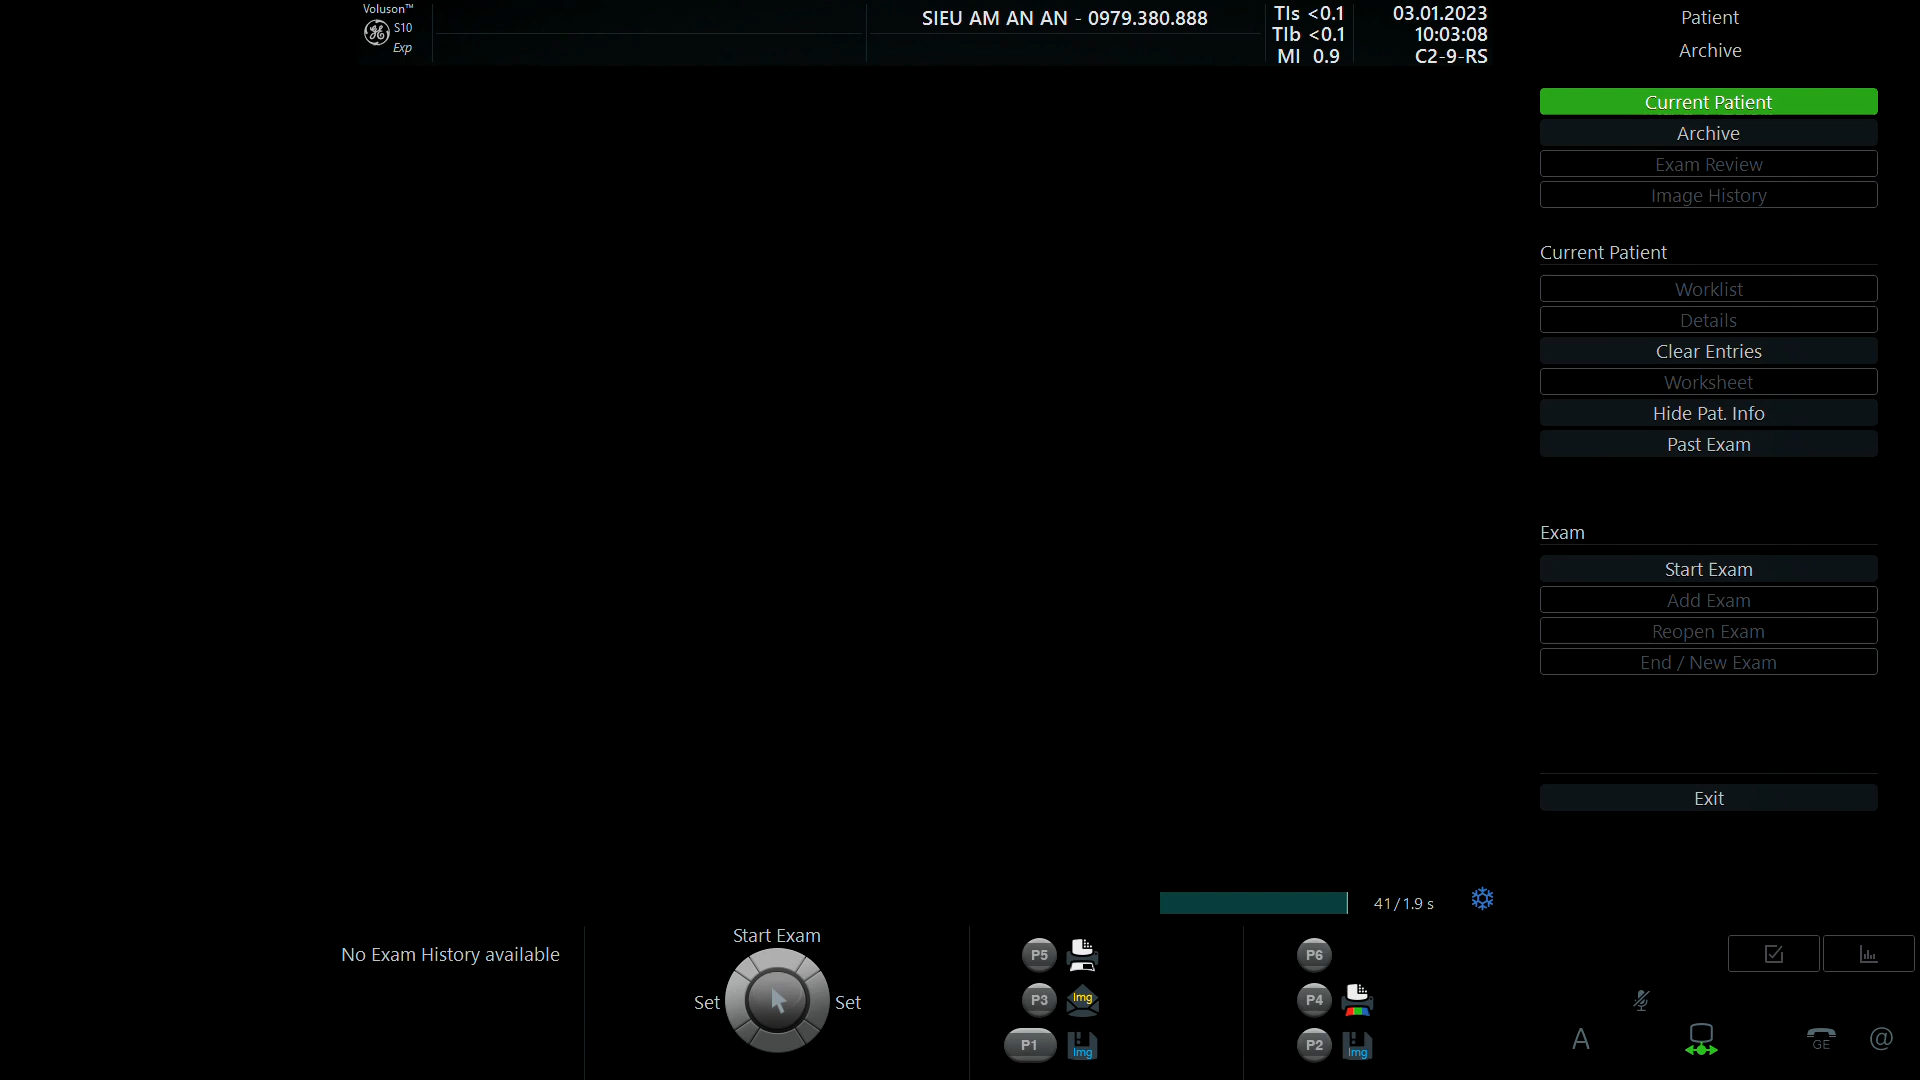 Voluson™
S10
Exp
SIEU AM AN AN - 0979.380.888
TIs <0.1
TIb <0.1
MI 0.9
03.01.2023
10:03:08
C2-9-RS
Patient
Archive
Current Patient
Archive
Exam Review
Image History
Current Patient
Worklist
Details
Clear Entries
Worksheet
Hide Pat. Info
Past Exam
Exam
Start Exam
Add Exam
Reopen Exam
End / New Exam
Exit
41/1.9 s
No Exam History available
Start Exam
Set
Set
P5
P3 Img
P1 Img
P6
P4
P2 Img
A
GE
@